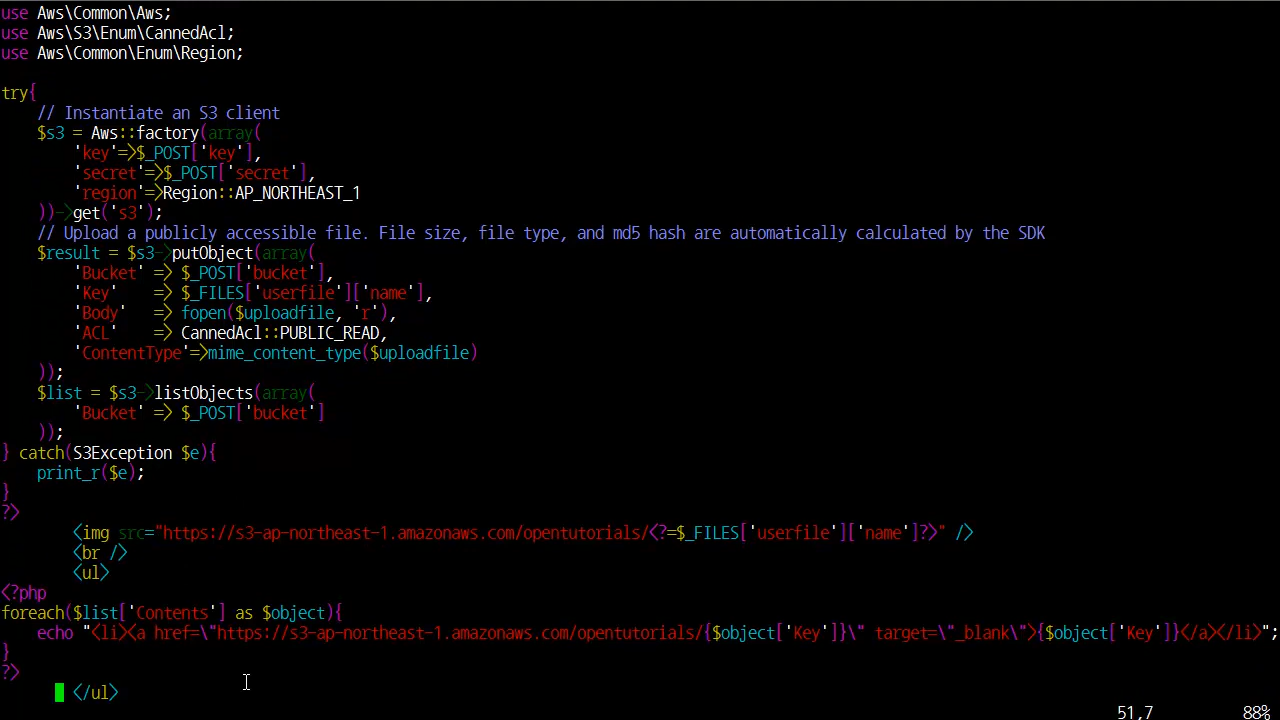 use Aws\Common\Aws;
use Aws\S3\Enum\CannedAcl;
use Aws\Common\Enum\Region;

try{
    // Instantiate an S3 client
    $s3 = Aws::factory(array(
        'key'=>$_POST['key'],
        'secret'=>$_POST['secret'],
        'region'=>Region::AP_NORTHEAST_1
    ))->get('s3');
    // Upload a publicly accessible file. File size, file type, and md5 hash are automatically calculated by the SDK
    $result = $s3->putObject(array(
        'Bucket' => $_POST['bucket'],
        'Key'    => $_FILES['userfile']['name'],
        'Body'   => fopen($uploadfile, 'r'),
        'ACL'    => CannedAcl::PUBLIC_READ,
        'ContentType'=>mime_content_type($uploadfile)
    ));
    $list = $s3->listObjects(array(
        'Bucket' => $_POST['bucket']
    ));
} catch(S3Exception $e){
    print_r($e);
}
?>
        <img src="https://s3-ap-northeast-1.amazonaws.com/opentutorials/<?=$_FILES['userfile']['name']?>" />
        <br />
        <ul>
<?php
foreach($list['Contents'] as $object){
    echo "<li><a href=\"https://s3-ap-northeast-1.amazonaws.com/opentutorials/{$object['Key']}\" target=\"_blank\">{$object['Key']}</a></li>";
}
?>
        </ul>
51,7 88%